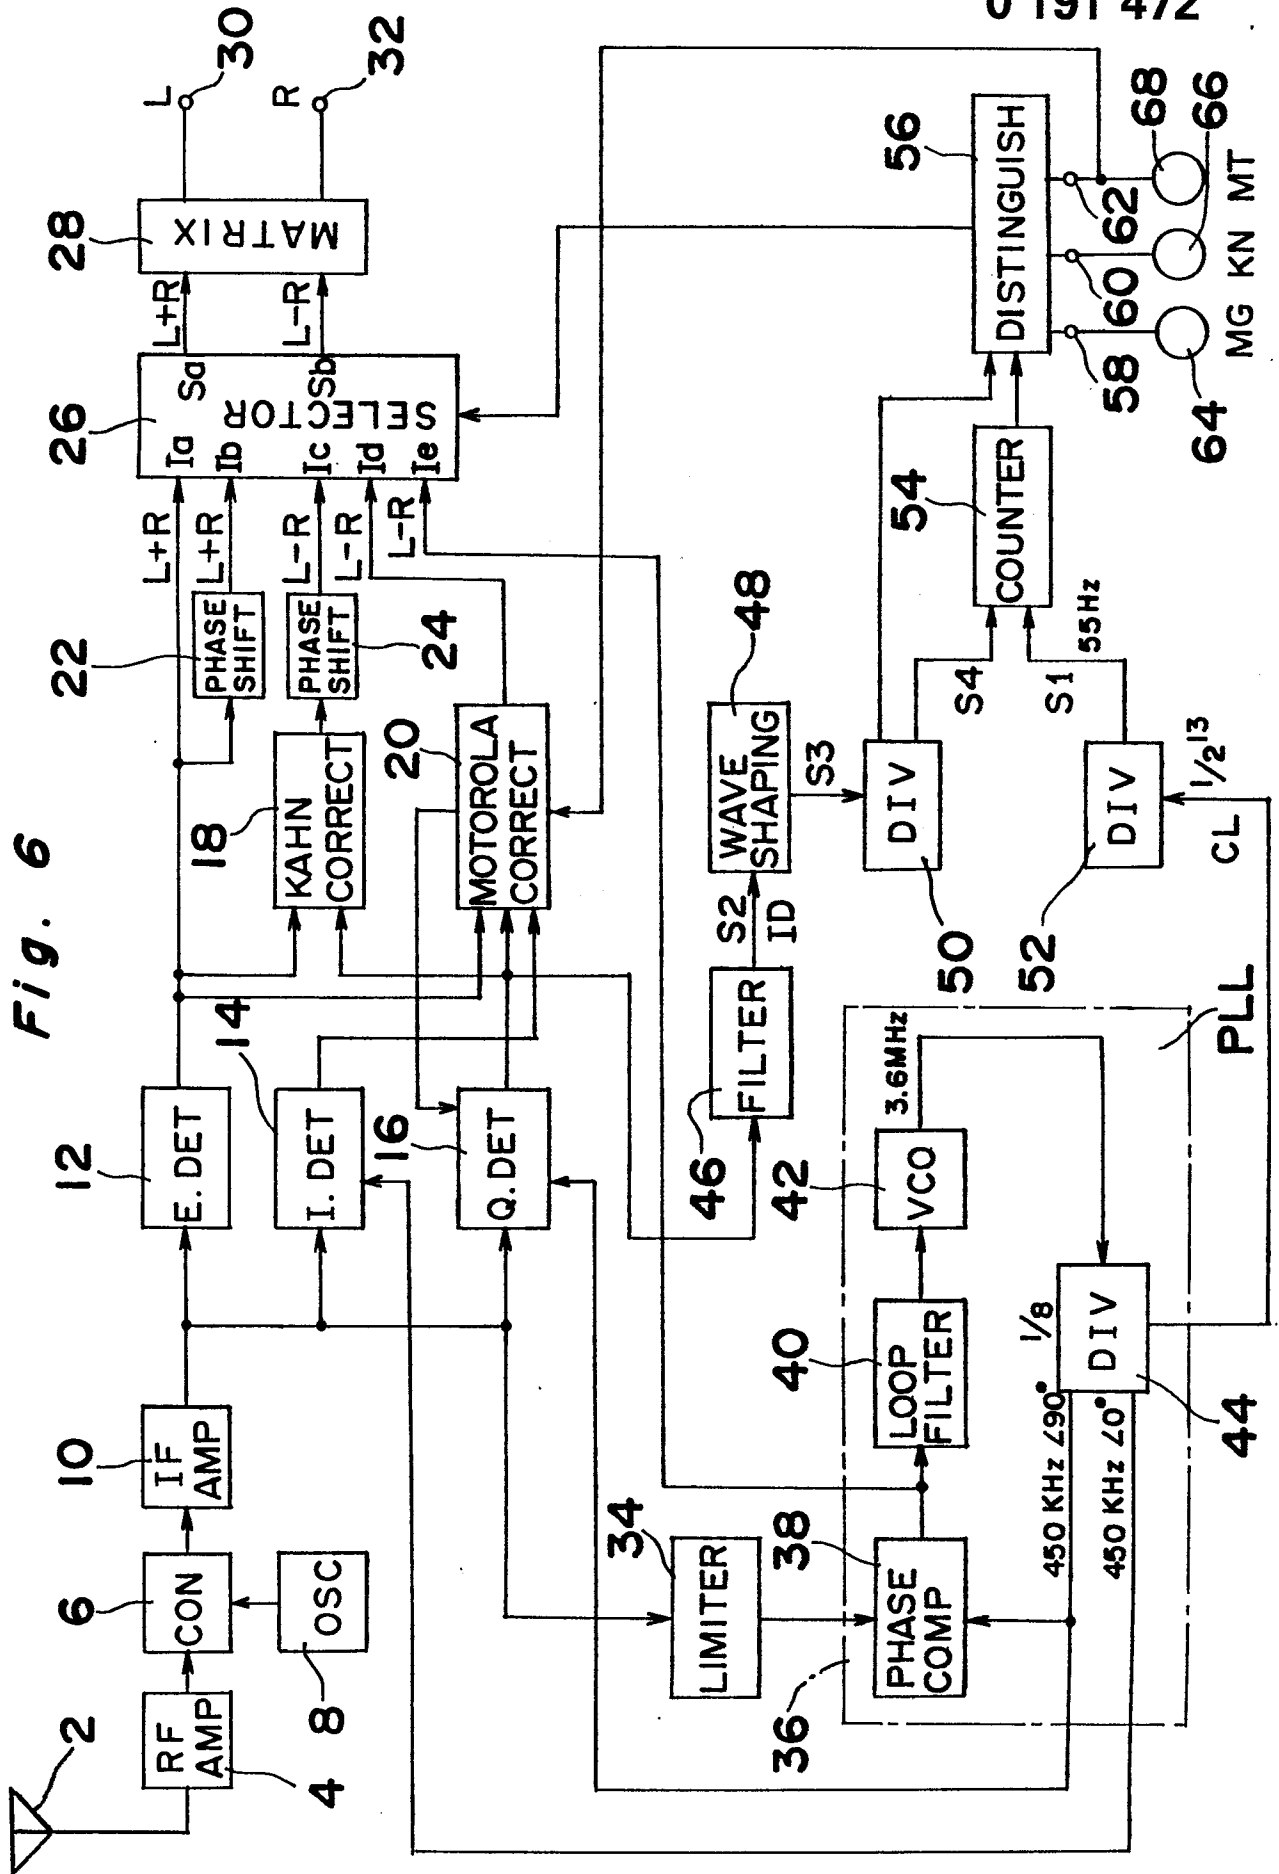 0 191 472
Fig. 6
2
4
RF
AMP
6
CON
8
OSC
10
IF
AMP
12
E. DET
14
I. DET
16
Q. DET
18
KAHN
CORRECT
20
MOTOROLA
CORRECT
22
PHASE
SHIFT
24
PHASE
SHIFT
L+R
L+R
L-R
L-R
L-R
26
Ia
Ib
Ic
Id
Ie
SELECTOR
Sa
Sb
L+R
L-R
28
MATRIX
L
30
R
32
34
LIMITER
36
38
PHASE
COMP
40
LOOP
FILTER
42
VCO
3.6MHz
44
DIV
1/8
450 KHz ∠90°
450 KHz ∠0°
PLL
46
FILTER
S2
ID
48
WAVE
SHAPING
S3
50
DIV
52
DIV
CL
1/2¹³
S4
S1
55Hz
54
COUNTER
56
DISTINGUISH
58
60
62
64
66
68
MG
KN
MT